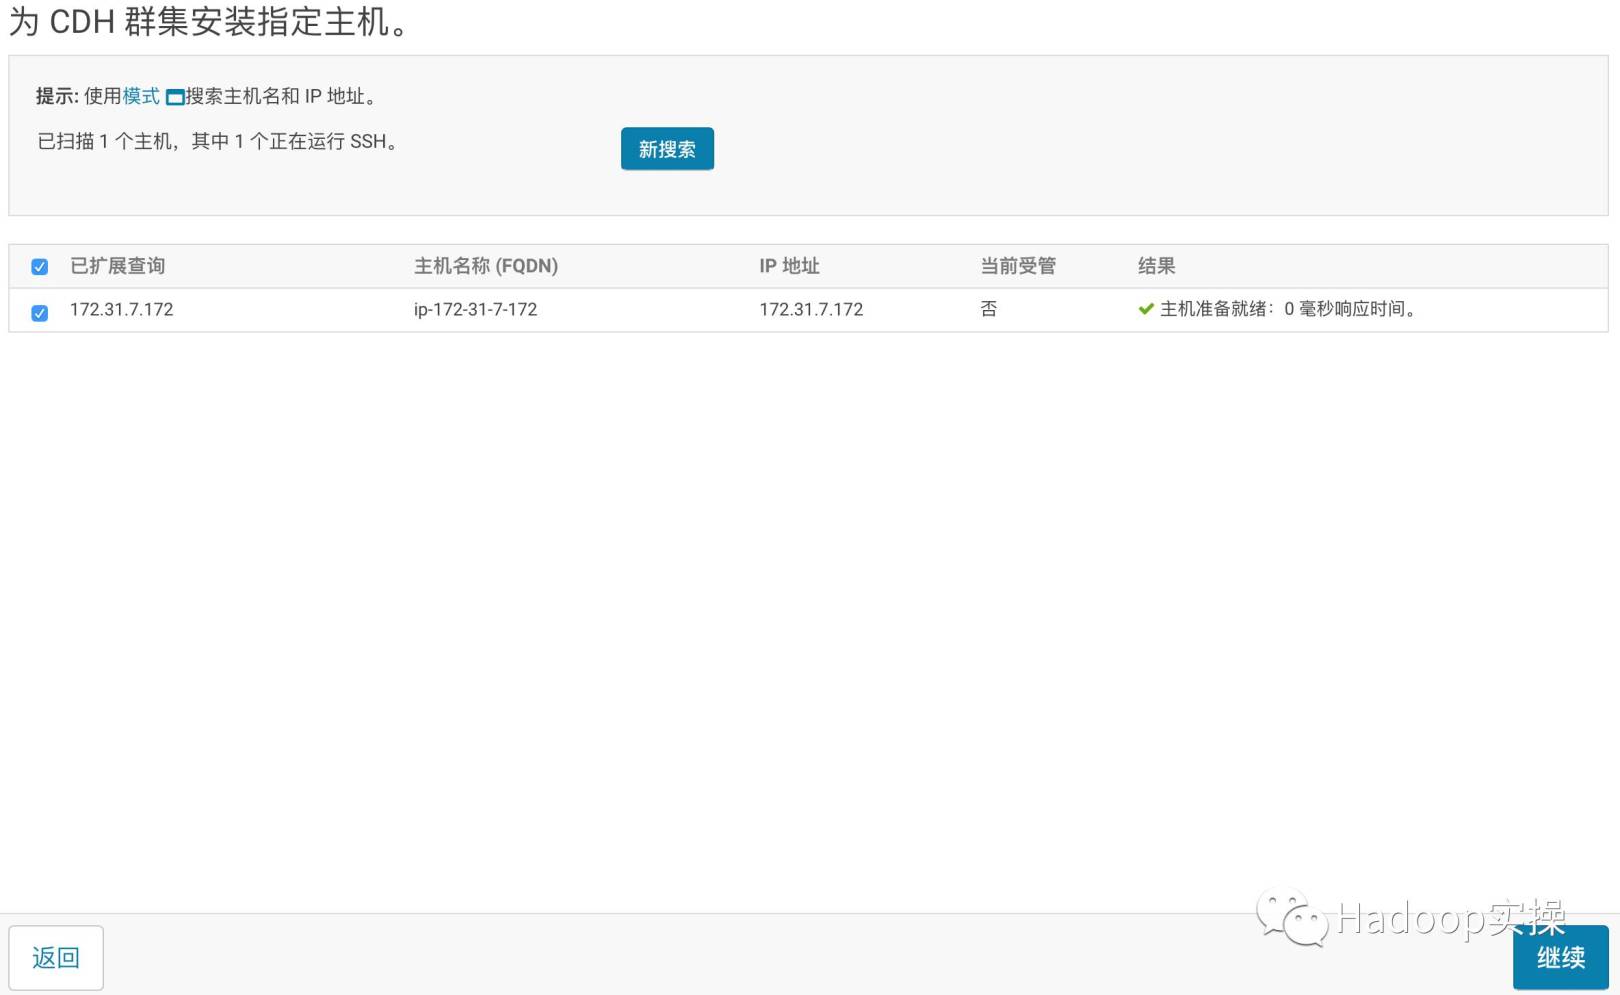 为 CDH 群集安装指定主机。
提示: 使用模式 搜索主机名和 IP 地址。
已扫描 1 个主机，其中 1 个正在运行 SSH。
新搜索
已扩展查询 主机名称 (FQDN) IP 地址 当前受管 结果
172.31.7.172 ip-172-31-7-172 172.31.7.172 否 主机准备就绪：0 毫秒响应时间。
Hadoop实操
返回 继续